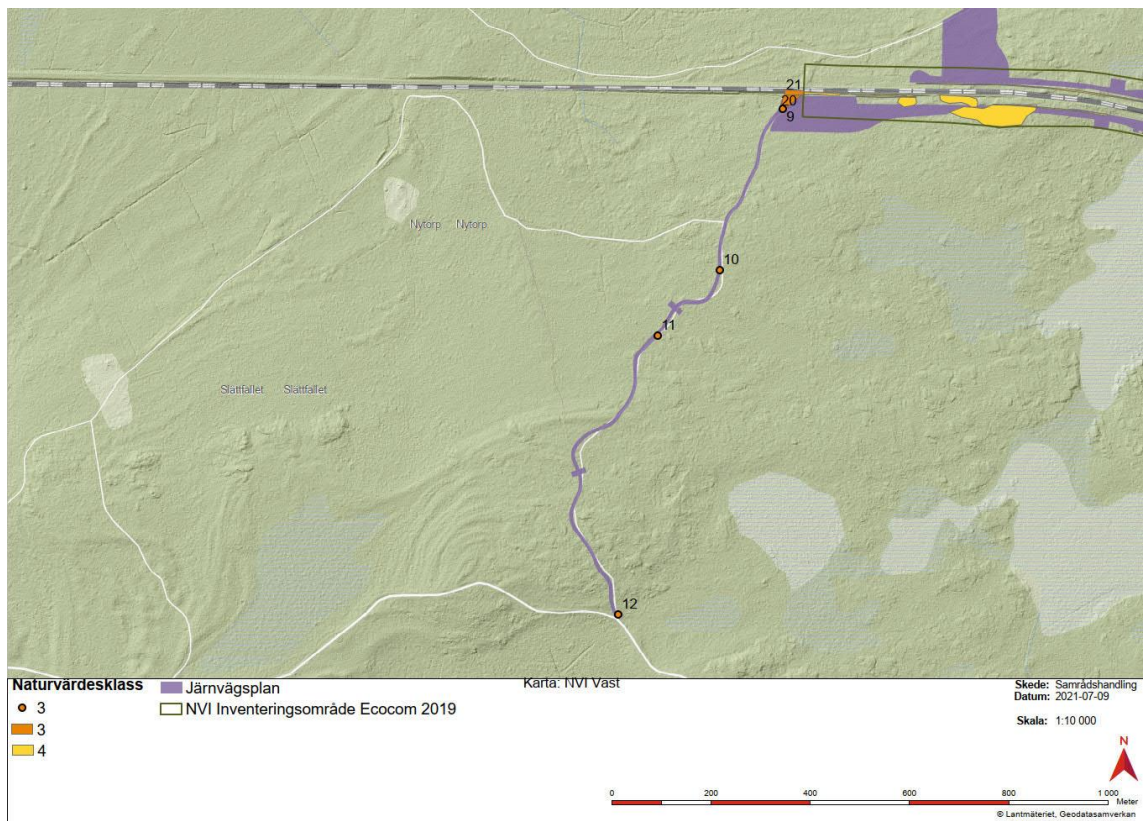 21
20
9
Nytorp Nytorp
10
11
Slättfallet Slättfallet
12
Karta: NVI Väst
Naturvärdesklass
3
3
4
Järnvägsplan
NVI Inventeringsområde Ecocom 2019
Skede: Samrådshandling
Datum: 2021-07-09
Skala: 1:10 000
N
0 200 400 600 800 1 000
Meter
© Lantmäteriet, Geodatasamverkan